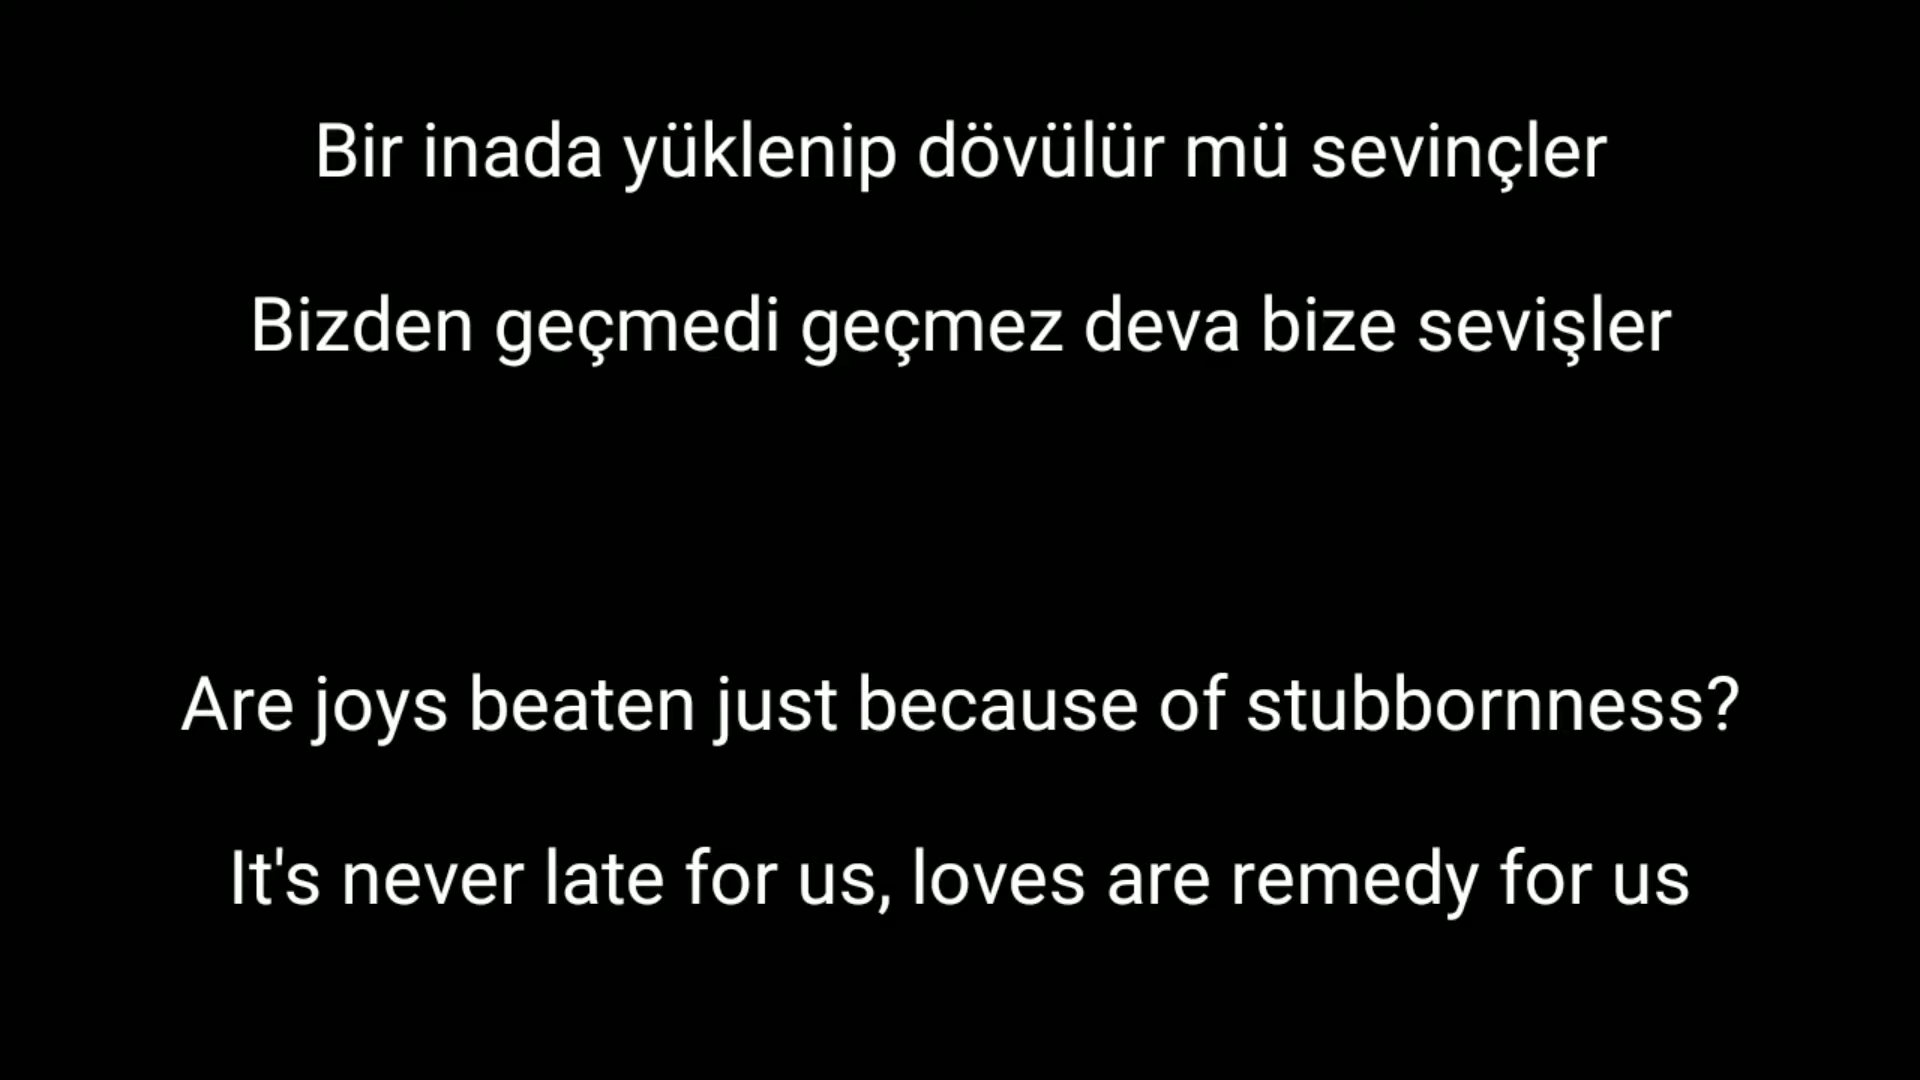 Bir inada yüklenip dövülür mü sevinçler
Bizden geçmedi geçmez deva bize sevişler
Are joys beaten just because of stubbornness?
It's never late for us, loves are remedy for us